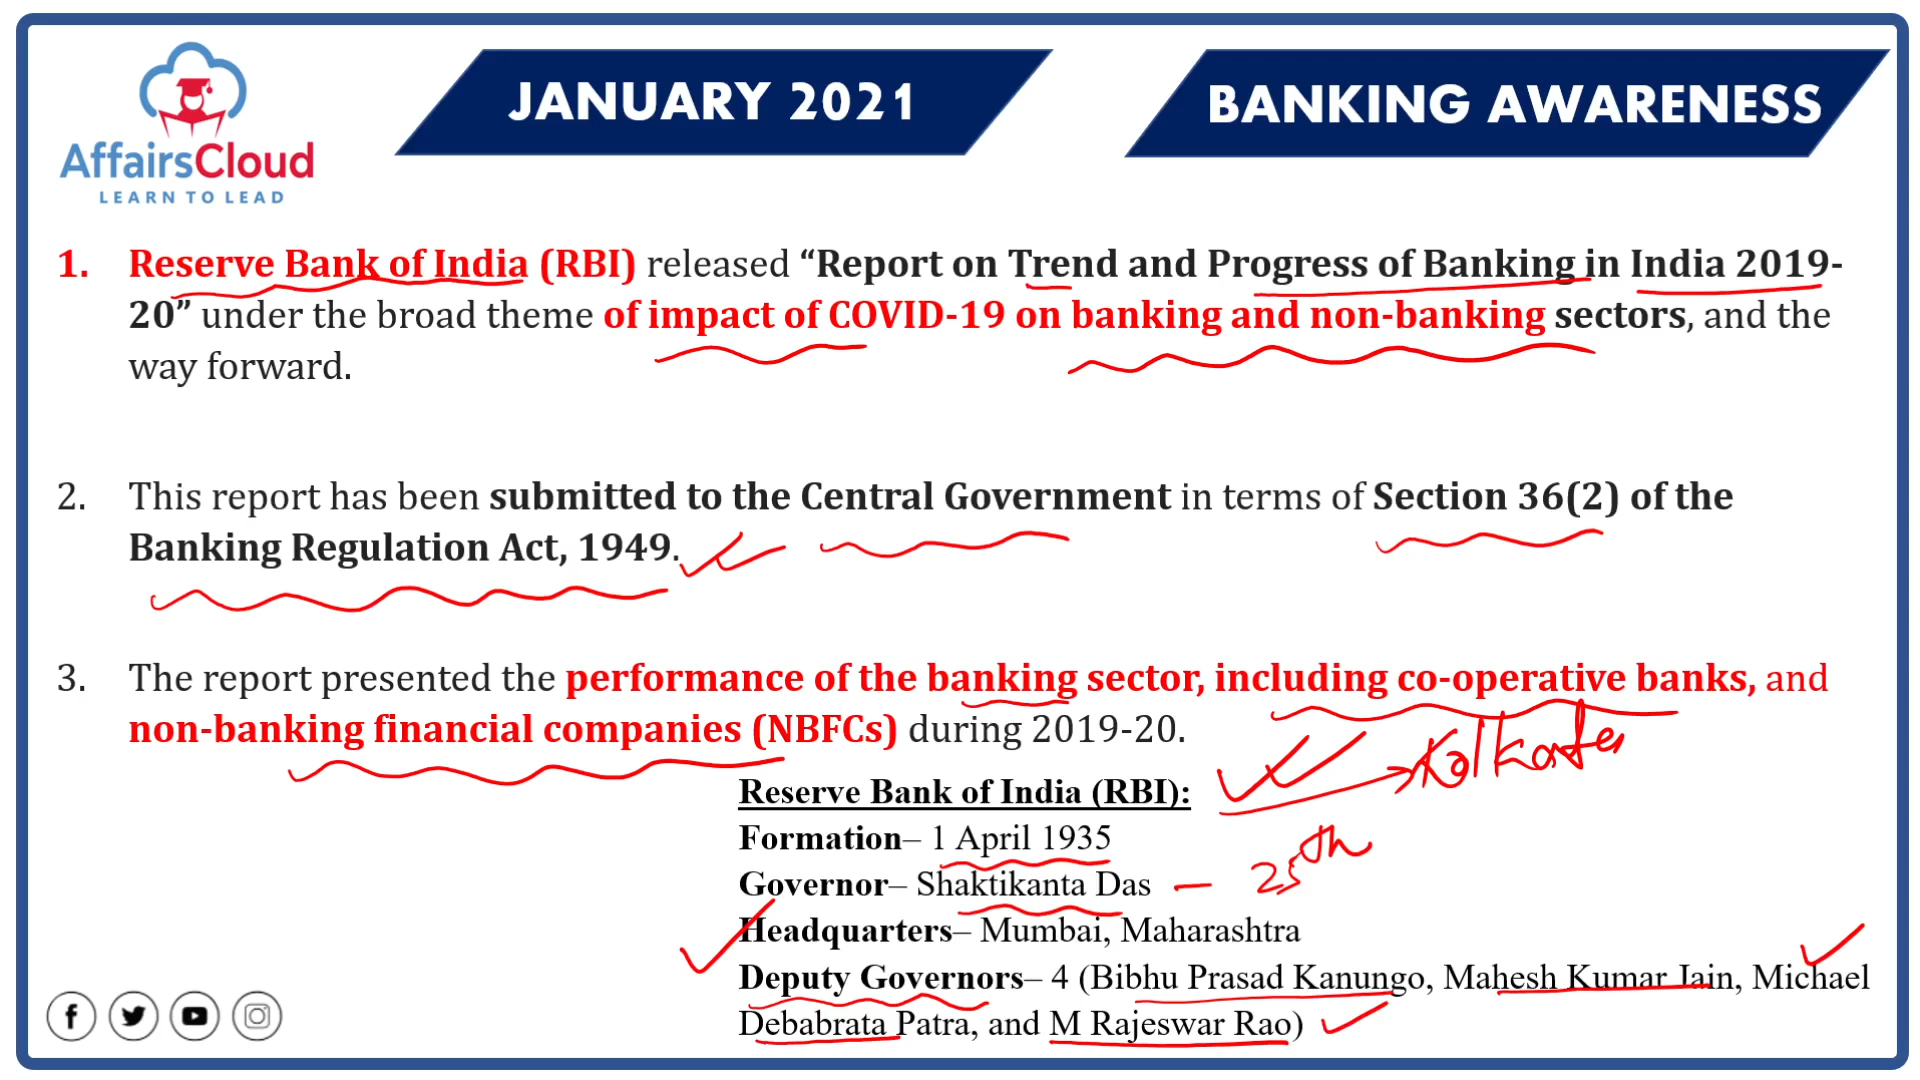 AffairsCloud
LEARN TO LEAD
JANUARY 2021
BANKING AWARENESS
1. Reserve Bank of India (RBI) released “Report on Trend and Progress of Banking in India 2019-
20” under the broad theme of impact of COVID-19 on banking and non-banking sectors, and the
way forward.
2. This report has been submitted to the Central Government in terms of Section 36(2) of the
Banking Regulation Act, 1949.
3. The report presented the performance of the banking sector, including co-operative banks, and
non-banking financial companies (NBFCs) during 2019-20.
Reserve Bank of India (RBI):
Formation– 1 April 1935
25th
Governor– Shaktikanta Das –
Headquarters– Mumbai, Maharashtra
Deputy Governors– 4 (Bibhu Prasad Kanungo, Mahesh Kumar Jain, Michael
Debabrata Patra, and M Rajeswar Rao)